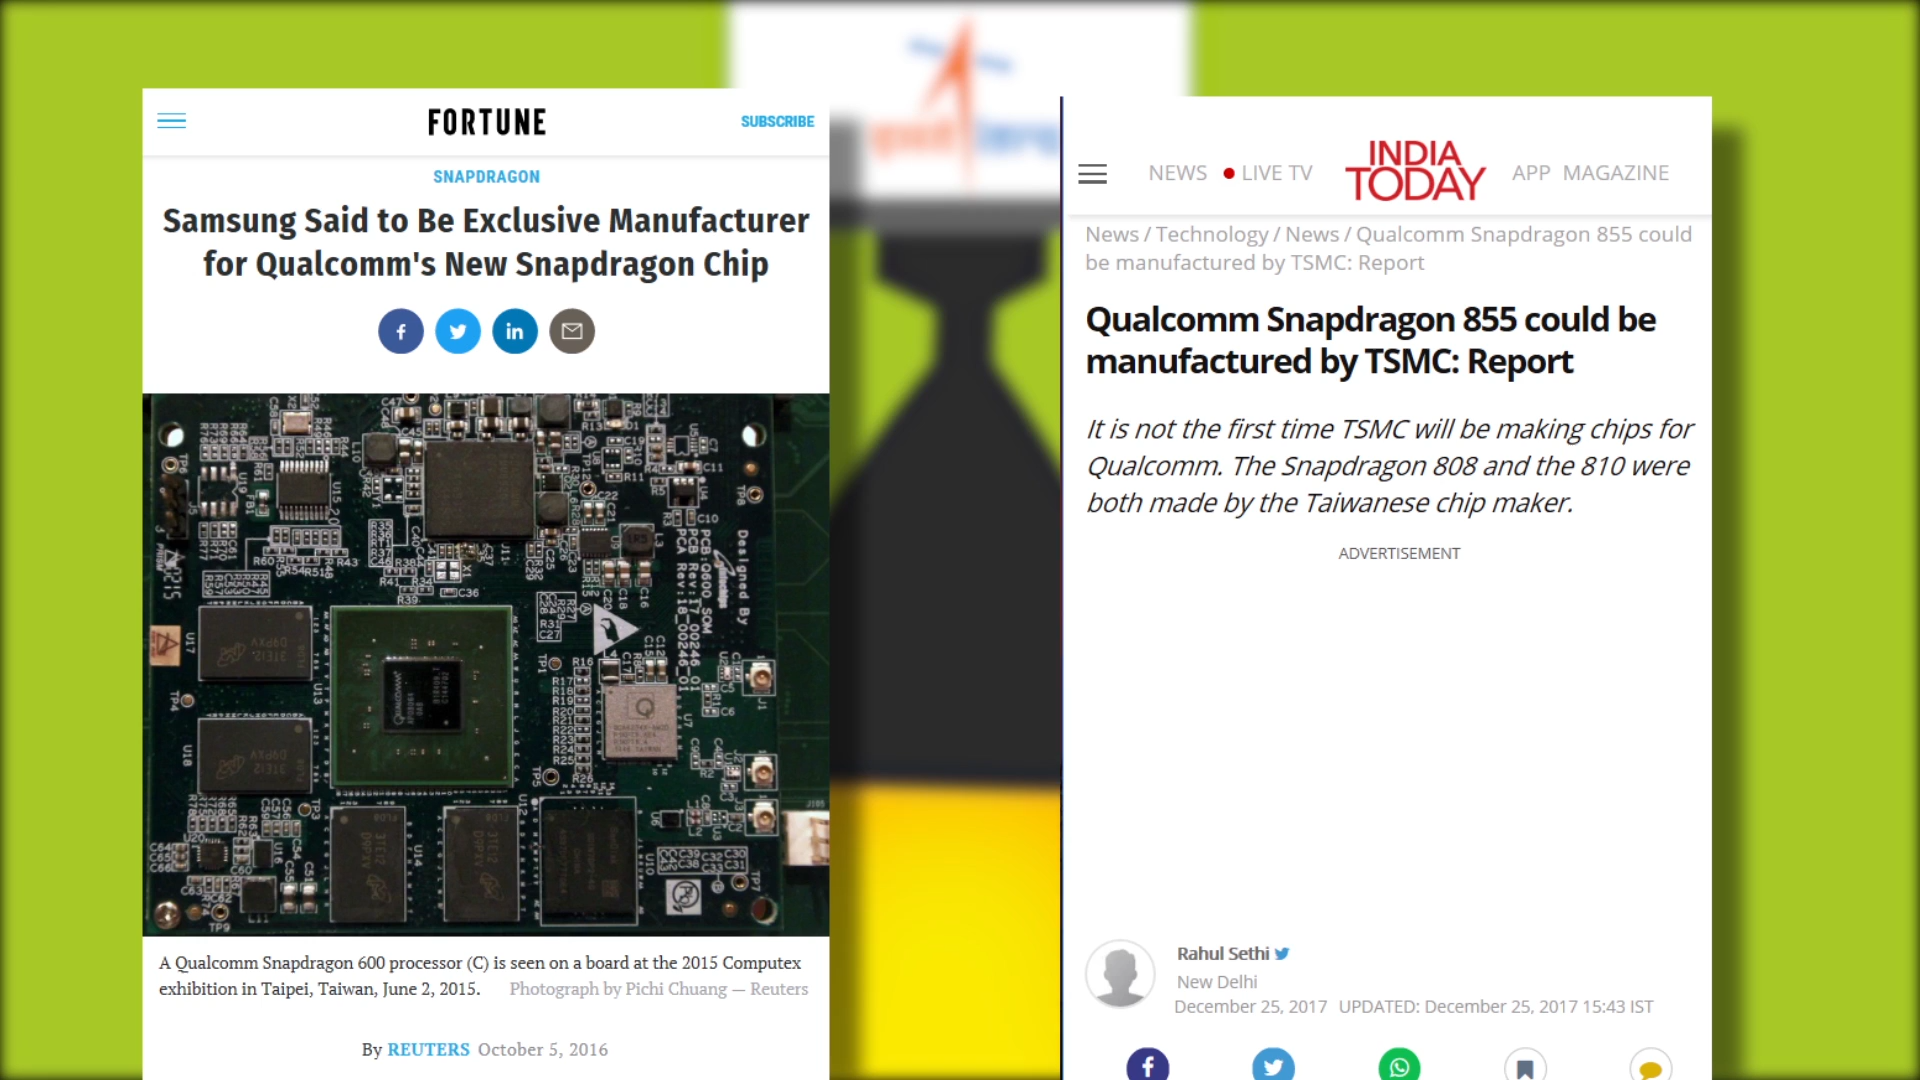 FORTUNE
SUBSCRIBE
SNAPDRAGON
Samsung Said to Be Exclusive Manufacturer
for Qualcomm's New Snapdragon Chip
A Qualcomm Snapdragon 600 processor (C) is seen on a board at the 2015 Computex
exhibition in Taipei, Taiwan, June 2, 2015. Photograph by Pichi Chuang — Reuters
By REUTERS October 5, 2016
NEWS LIVE TV INDIA TODAY APP MAGAZINE
News / Technology / News / Qualcomm Snapdragon 855 could
be manufactured by TSMC: Report
Qualcomm Snapdragon 855 could be
manufactured by TSMC: Report
It is not the first time TSMC will be making chips for
Qualcomm. The Snapdragon 808 and the 810 were
both made by the Taiwanese chip maker.
ADVERTISEMENT
Rahul Sethi
New Delhi
December 25, 2017 UPDATED: December 25, 2017 15:43 IST